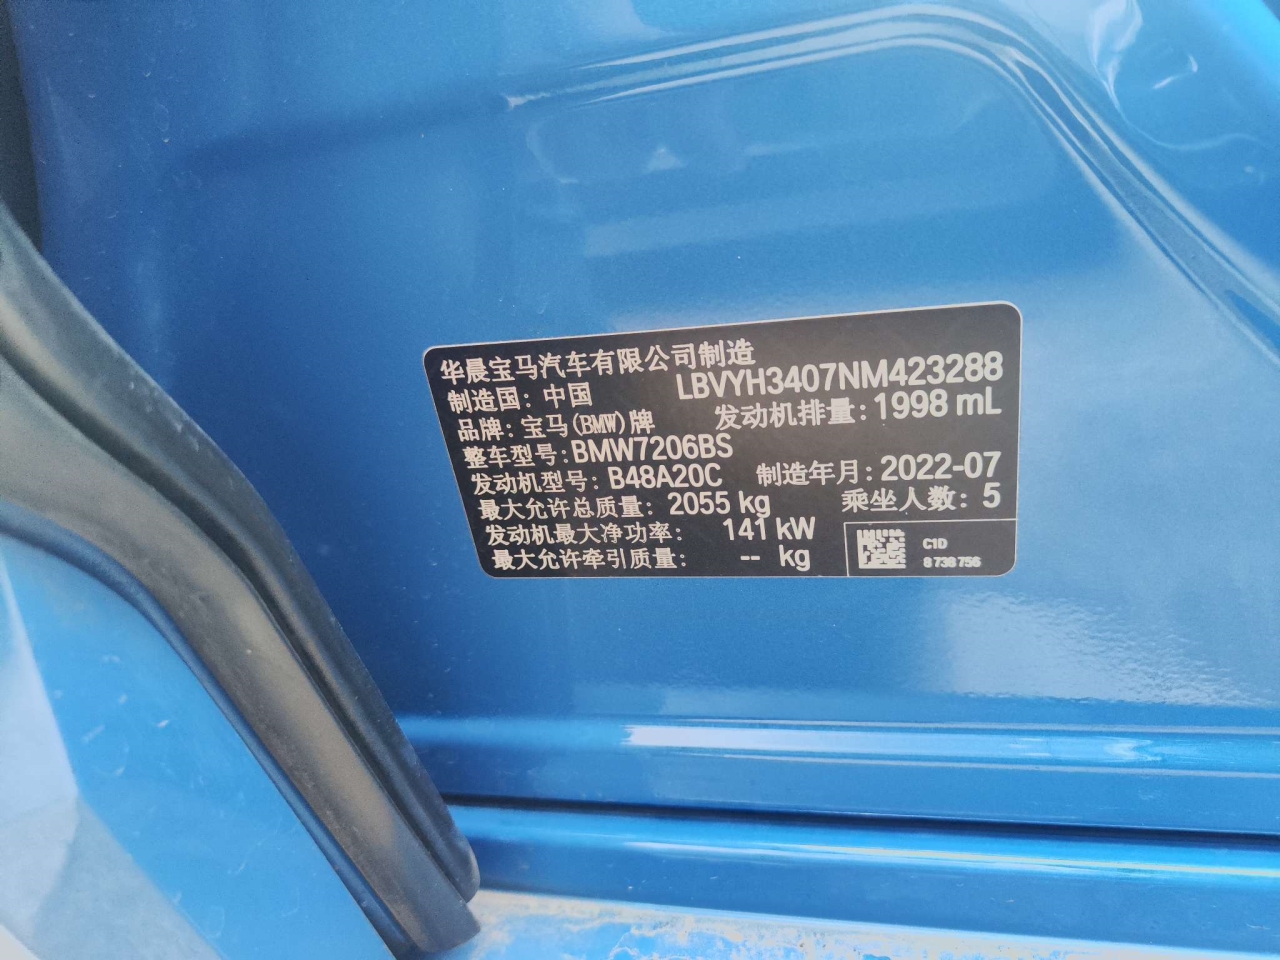 华晨宝马汽车有限公司制造
制造国：中国 LBVYH3407NM423288
品牌：宝马(BMW)牌 发动机排量：1998 mL
整车型号：BMW7206BS
发动机型号：B48A20C 制造年月：2022-07
最大允许总质量：2055 kg 乘坐人数：5
发动机最大净功率：141 kW
最大允许牵引质量：-- kg
C1D
8 738 756